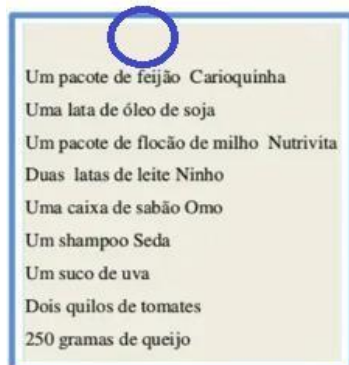 Um pacote de feijão Carioquinha
Uma lata de óleo de soja
Um pacote de flocão de milho Nutrivita
Duas latas de leite Ninho
Uma caixa de sabão Omo
Um shampoo Seda
Um suco de uva
Dois quilos de tomates
250 gramas de queijo